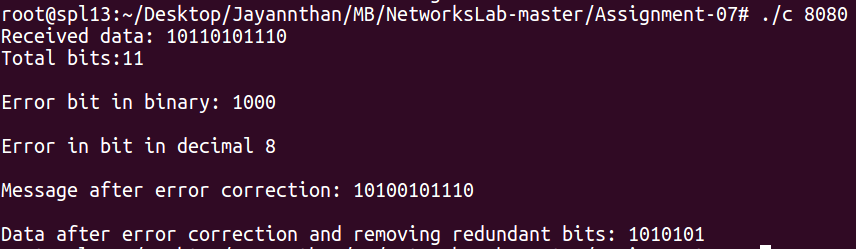 root@spl13:~/Desktop/Jayannthan/MB/NetworksLab-master/Assignment-07# ./c 8080
Received data: 10110101110
Total bits:11
Error bit in binary: 1000
Error in bit in decimal 8
Message after error correction: 10100101110
Data after error correction and removing redundant bits: 1010101